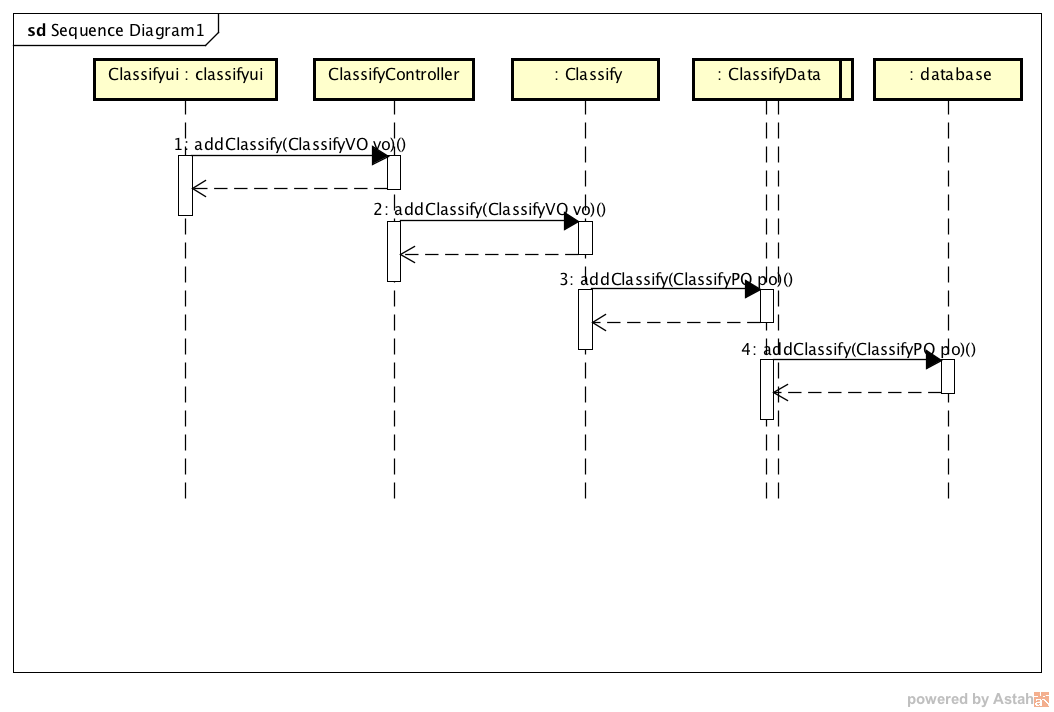 sd Sequence Diagram1
Classifyui : classifyui
ClassifyController
: Classify
: ClassifyData
: database
1: addClassify(ClassifyVO vo)()
2: addClassify(ClassifyVO vo)()
3: addClassify(ClassifyPO po)()
4: addClassify(ClassifyPO po)()
powered by Astah